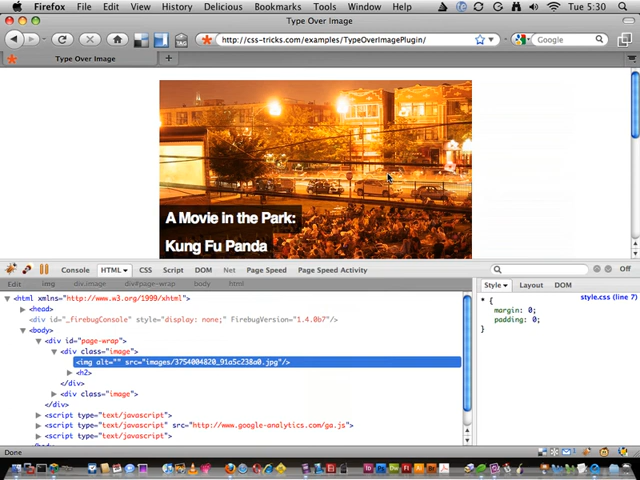 Firefox File Edit View History Delicious Bookmarks Tools Window Help Tue 5:30
Type Over Image
http://css-tricks.com/examples/TypeOverImagePlugin/
Google
Type Over Image
A Movie in the Park:
Kung Fu Panda
Console HTML CSS Script DOM Net Page Speed Page Speed Activity Off
Edit img div.image div#page-wrap body html
Style Layout DOM
<html xmlns="http://www.w3.org/1999/xhtml">
<head>
<div id="_firebugConsole" style="display: none;" FirebugVersion="1.4.0b7">
<body>
<div id="page-wrap">
<div class="image">
<img alt="" src="images/3754004820_91a5c238a0.jpg"/>
<h2>
</div>
<div class="image">
</div>
<script type="text/javascript">
<script type="text/javascript" src="http://www.google-analytics.com/ga.js">
<script type="text/javascript">
style.css (line 7)
* {
margin: 0;
padding: 0;
}
Done